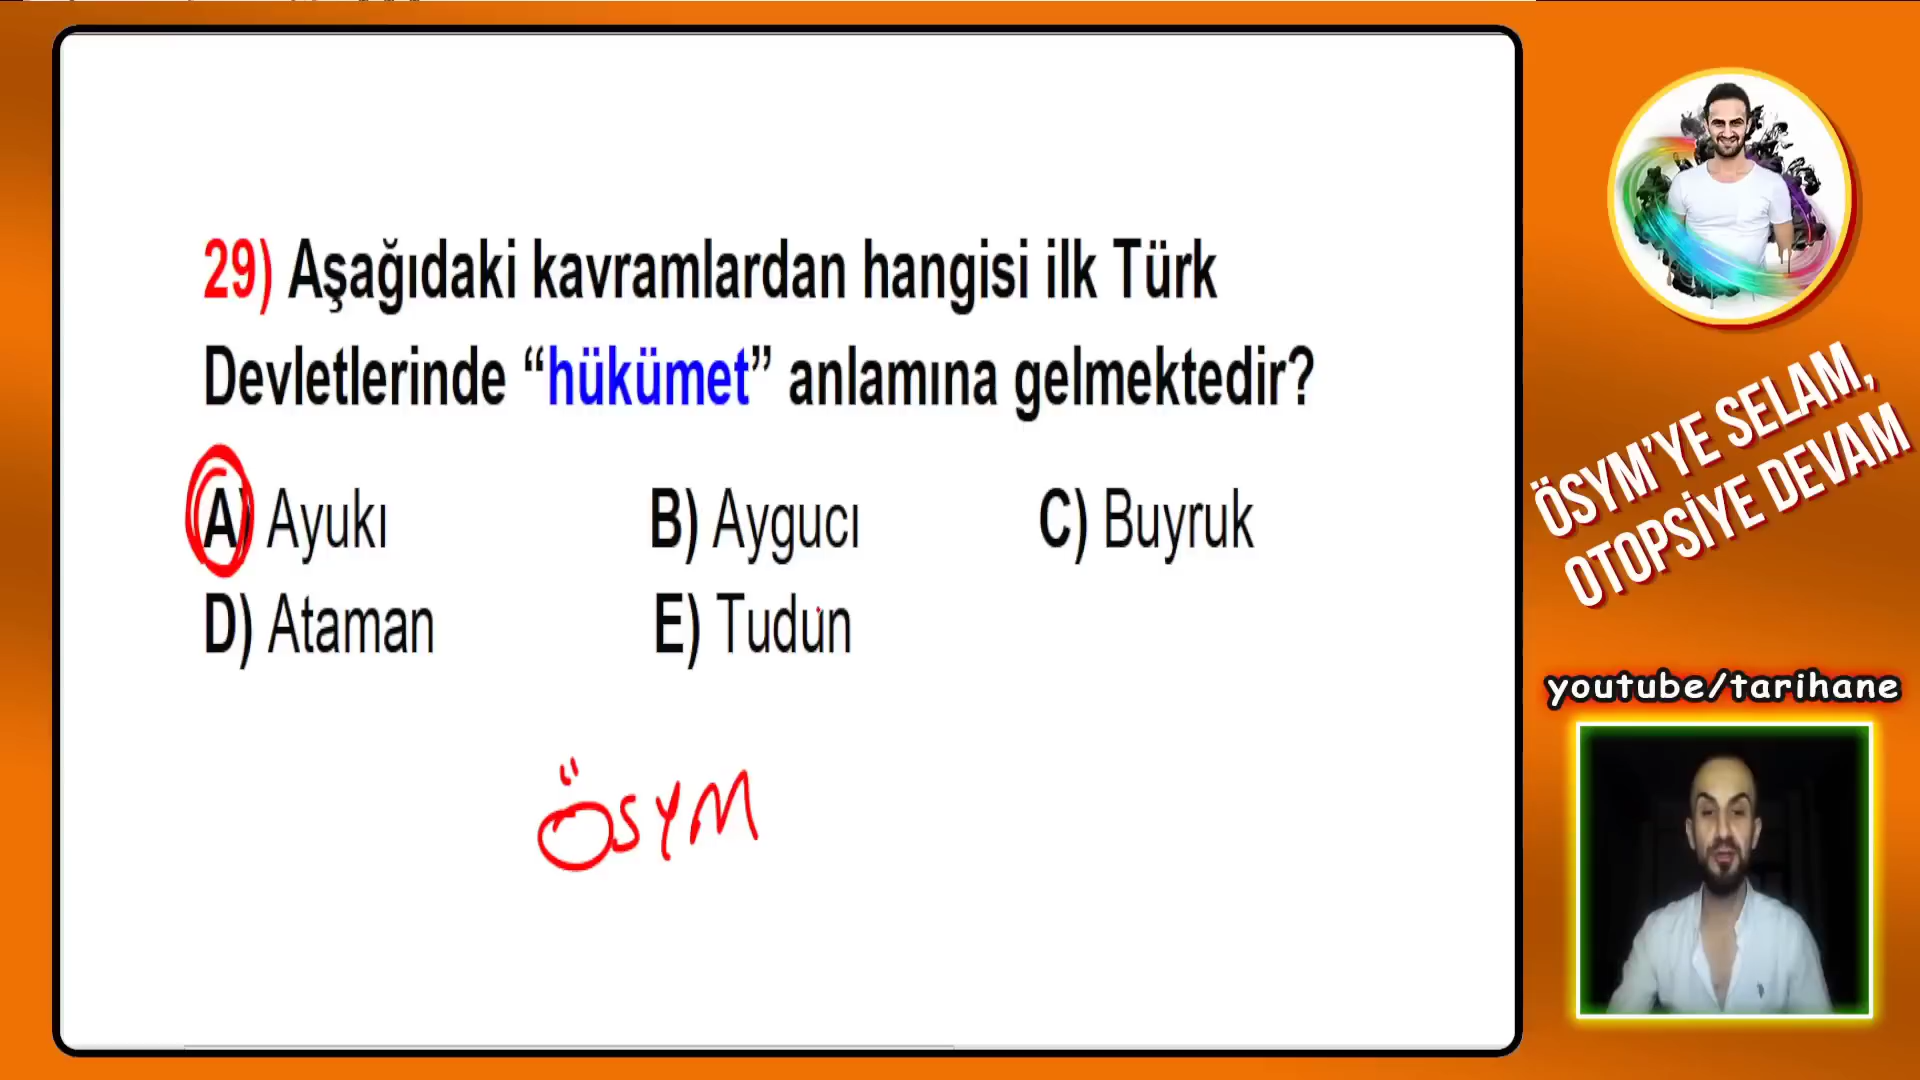 29) Aşağıdaki kavramlardan hangisi ilk Türk
Devletlerinde “hükümet” anlamına gelmektedir?
A) Ayukı B) Aygucı C) Buyruk
D) Ataman E) Tudun
ÖSYM
ÖSYM'YE SELAM,
OTOPSİYE DEVAM
youtube/tarihane